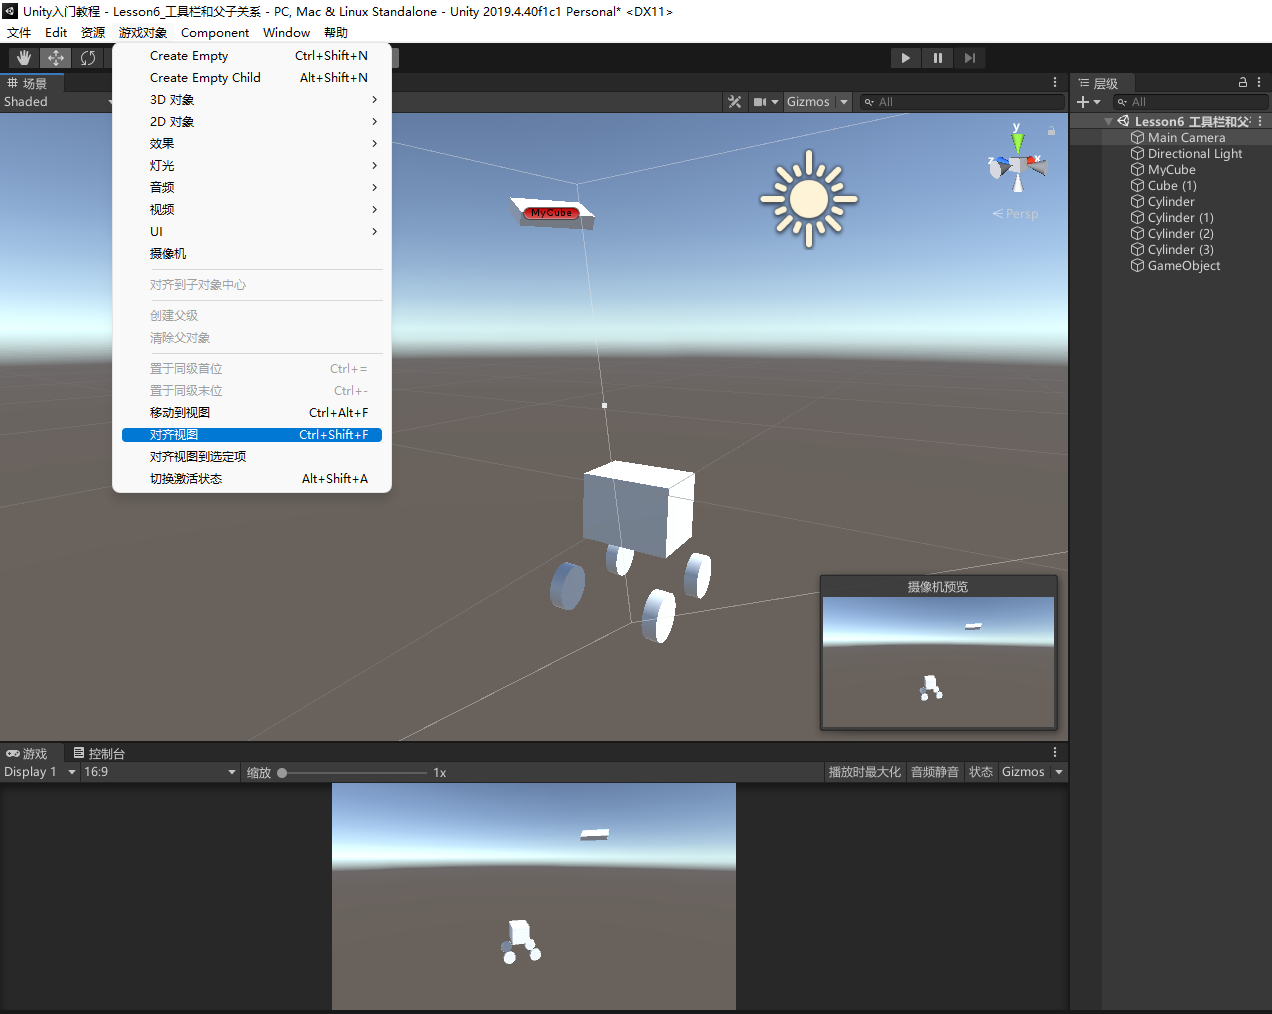 Unity入门教程 - Lesson6_工具栏和父子关系 - PC, Mac & Linux Standalone - Unity 2019.4.40f1c1 Personal* <DX11>
文件 Edit 资源 游戏对象 Component Window 帮助
Create Empty Ctrl+Shift+N
Create Empty Child Alt+Shift+N
3D 对象
2D 对象
效果
灯光
音频
视频
UI
摄像机
对齐到子对象中心
创建父级
清除父对象
置于同级首位 Ctrl+=
置于同级末位 Ctrl+-
移动到视图 Ctrl+Alt+F
对齐视图 Ctrl+Shift+F
对齐视图到选定项
切换激活状态 Alt+Shift+A
场景
Shaded
Gizmos
All
MyCube
y
z
x
Persp
摄像机预览
层级
All
Lesson6 工具栏和父
Main Camera
Directional Light
MyCube
Cube (1)
Cylinder
Cylinder (1)
Cylinder (2)
Cylinder (3)
GameObject
游戏 控制台
Display 1 16:9 缩放 1x 播放时最大化 音频静音 状态 Gizmos